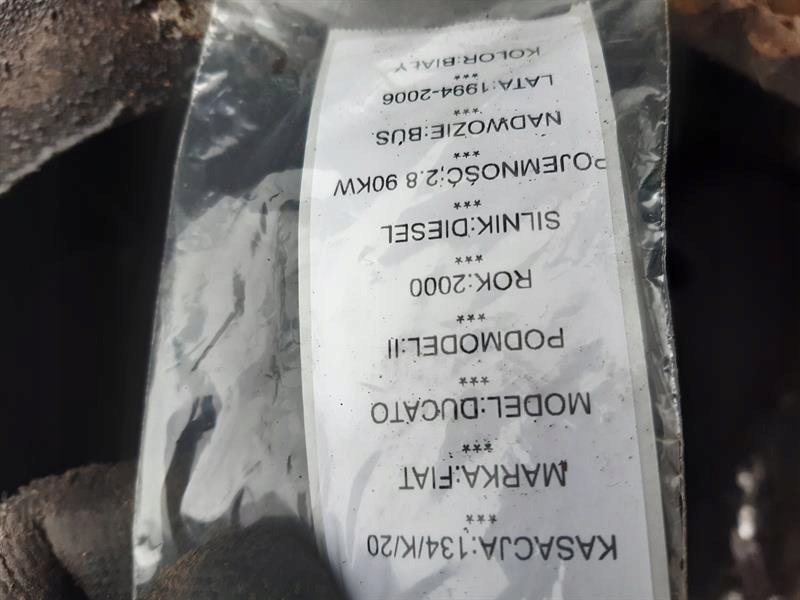 KASACJA:134/K/20
***
MARKA:FIAT
***
MODEL:DUCATO
***
PODMODEL:II
***
ROK:2000
***
SILNIK:DIESEL
***
POJEMNOŚĆ:2.8 90KW
***
NADWOZIE:BUS
***
LATA:1994-2006
***
KOLOR:BIAŁY